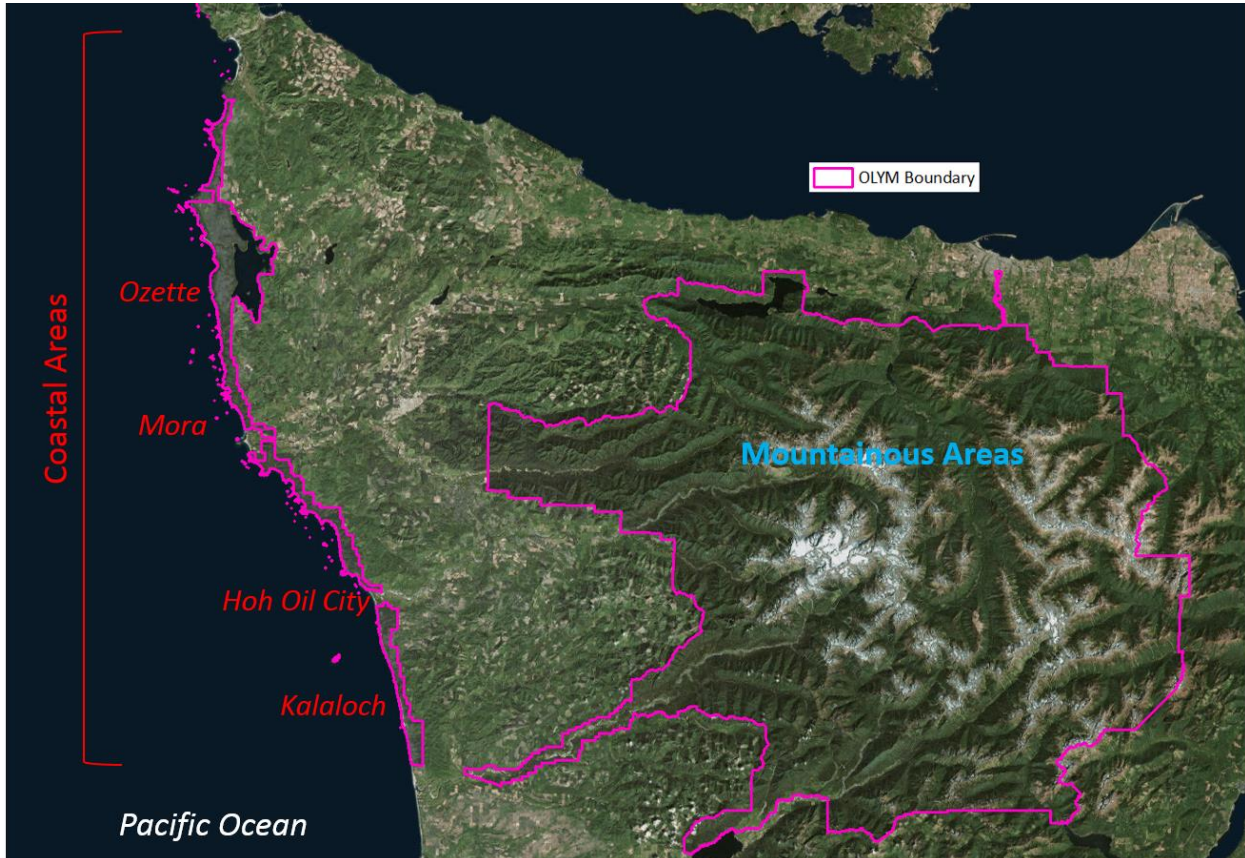 OLYM Boundary
Coastal Areas
Ozette
Mora
Mountainous Areas
Hoh Oil City
Kalaloch
Pacific Ocean